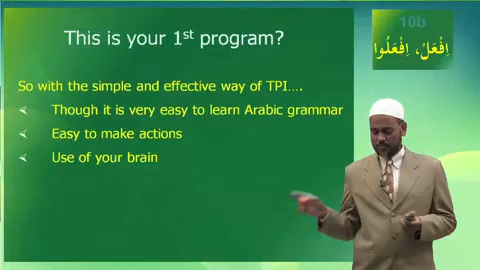 10b
اِفْعَلْ، اِفْعَلُوا
This is your 1st program?
So with the simple and effective way of TPI….
Though it is very easy to learn Arabic grammar
Easy to make actions
Use of your brain